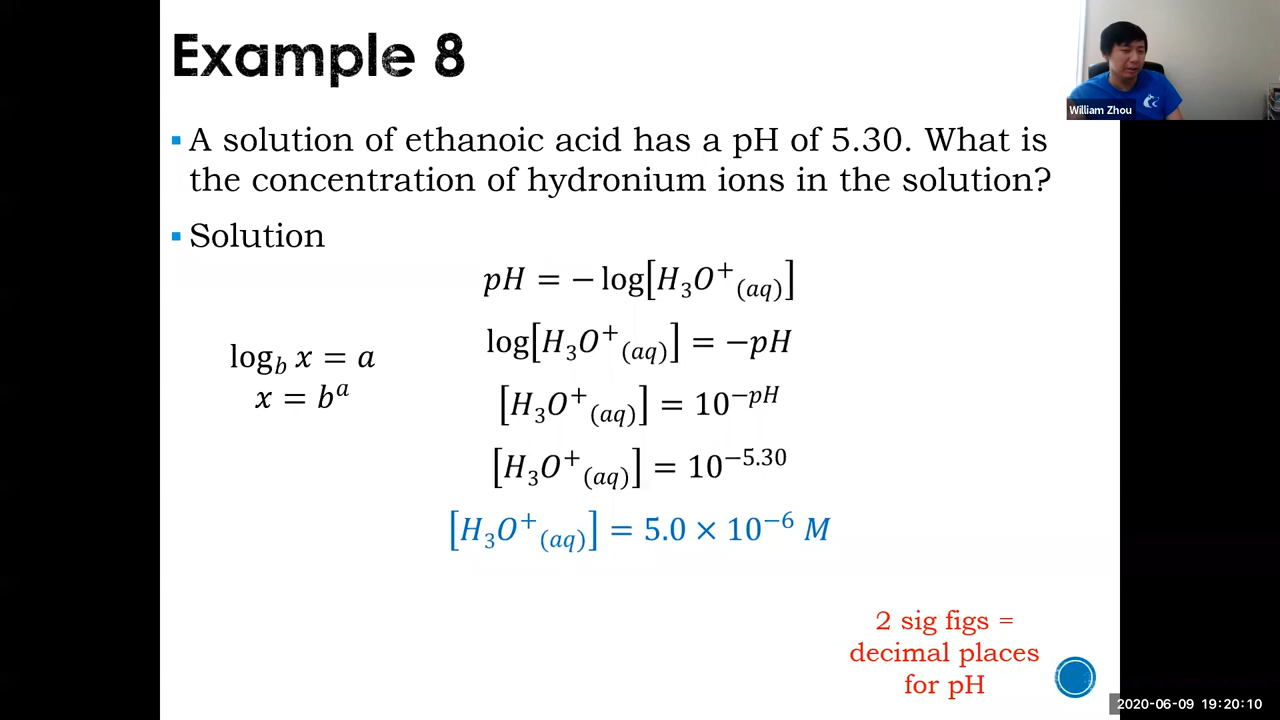 Example 8
William Zhou
▪ A solution of ethanoic acid has a pH of 5.30. What is
the concentration of hydronium ions in the solution?
▪ Solution
pH = − log[H₃O⁺₍aq₎]
log[H₃O⁺₍aq₎] = −pH
log_b x = a
x = bᵃ
[H₃O⁺₍aq₎] = 10^−pH
[H₃O⁺₍aq₎] = 10^−5.30
[H₃O⁺₍aq₎] = 5.0 × 10⁻⁶ M
2 sig figs =
decimal places
for pH
2020-06-09 19:20:10